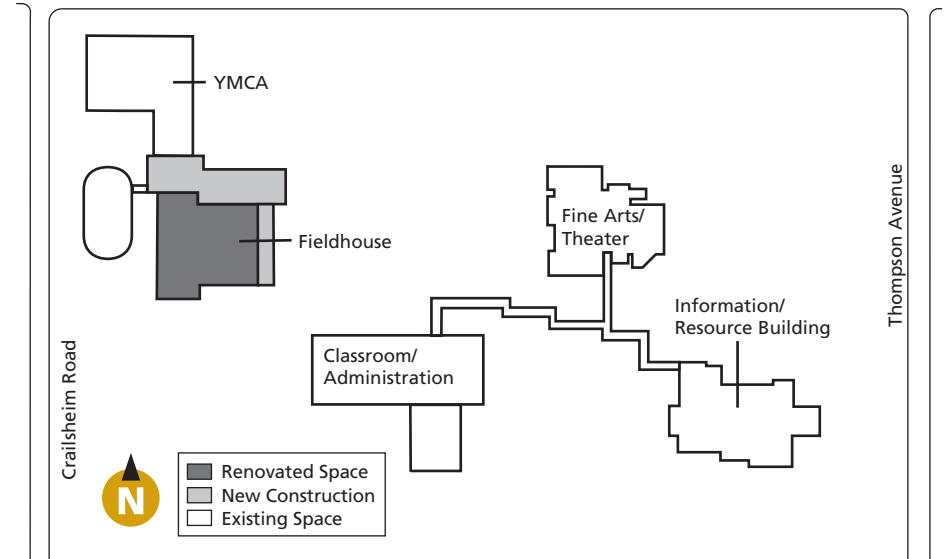 YMCA
Fieldhouse
Fine Arts/
Theater
Information/
Resource Building
Classroom/
Administration
Crailsheim Road
Thompson Avenue
N
Renovated Space
New Construction
Existing Space